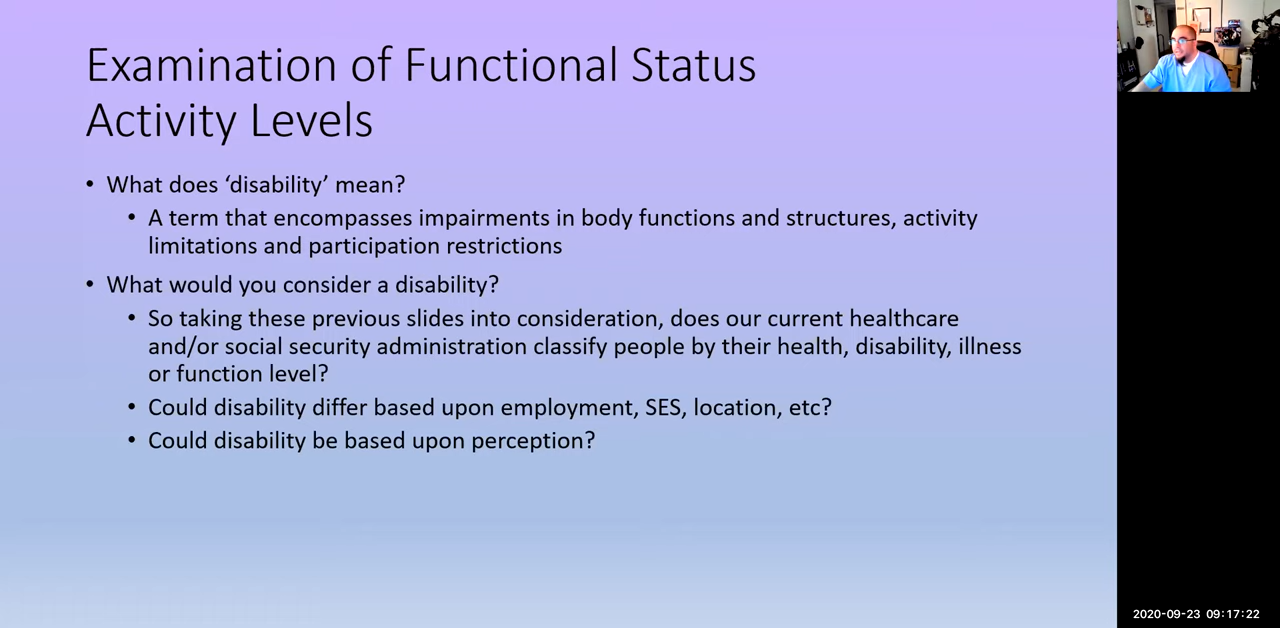 Examination of Functional Status
Activity Levels
• What does ‘disability’ mean?
• A term that encompasses impairments in body functions and structures, activity
limitations and participation restrictions
• What would you consider a disability?
• So taking these previous slides into consideration, does our current healthcare
and/or social security administration classify people by their health, disability, illness
or function level?
• Could disability differ based upon employment, SES, location, etc?
• Could disability be based upon perception?
2020-09-23 09:17:22